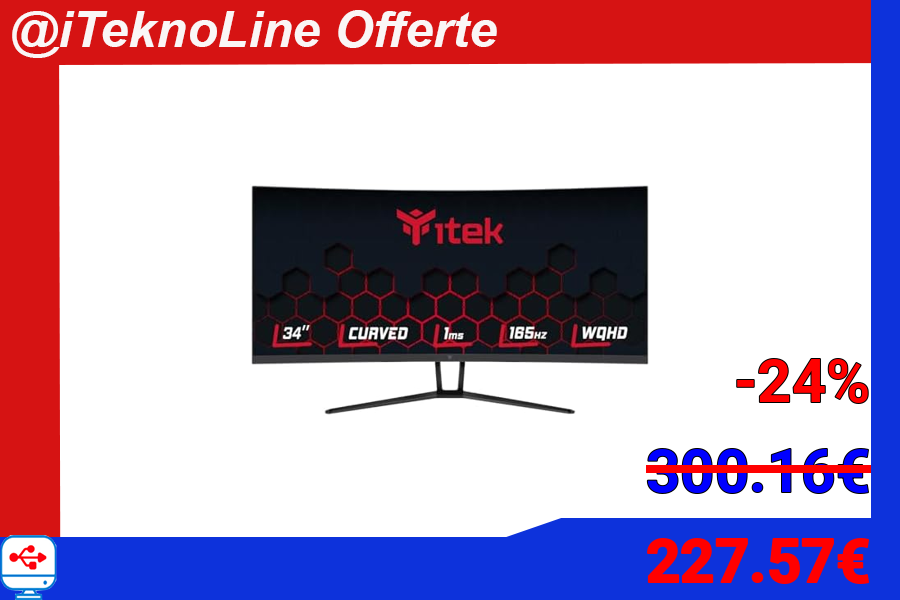 @iTeknoLine Offerte
itek
34" CURVED 1ms 165HZ WQHD
-24%
300.16€
227.57€